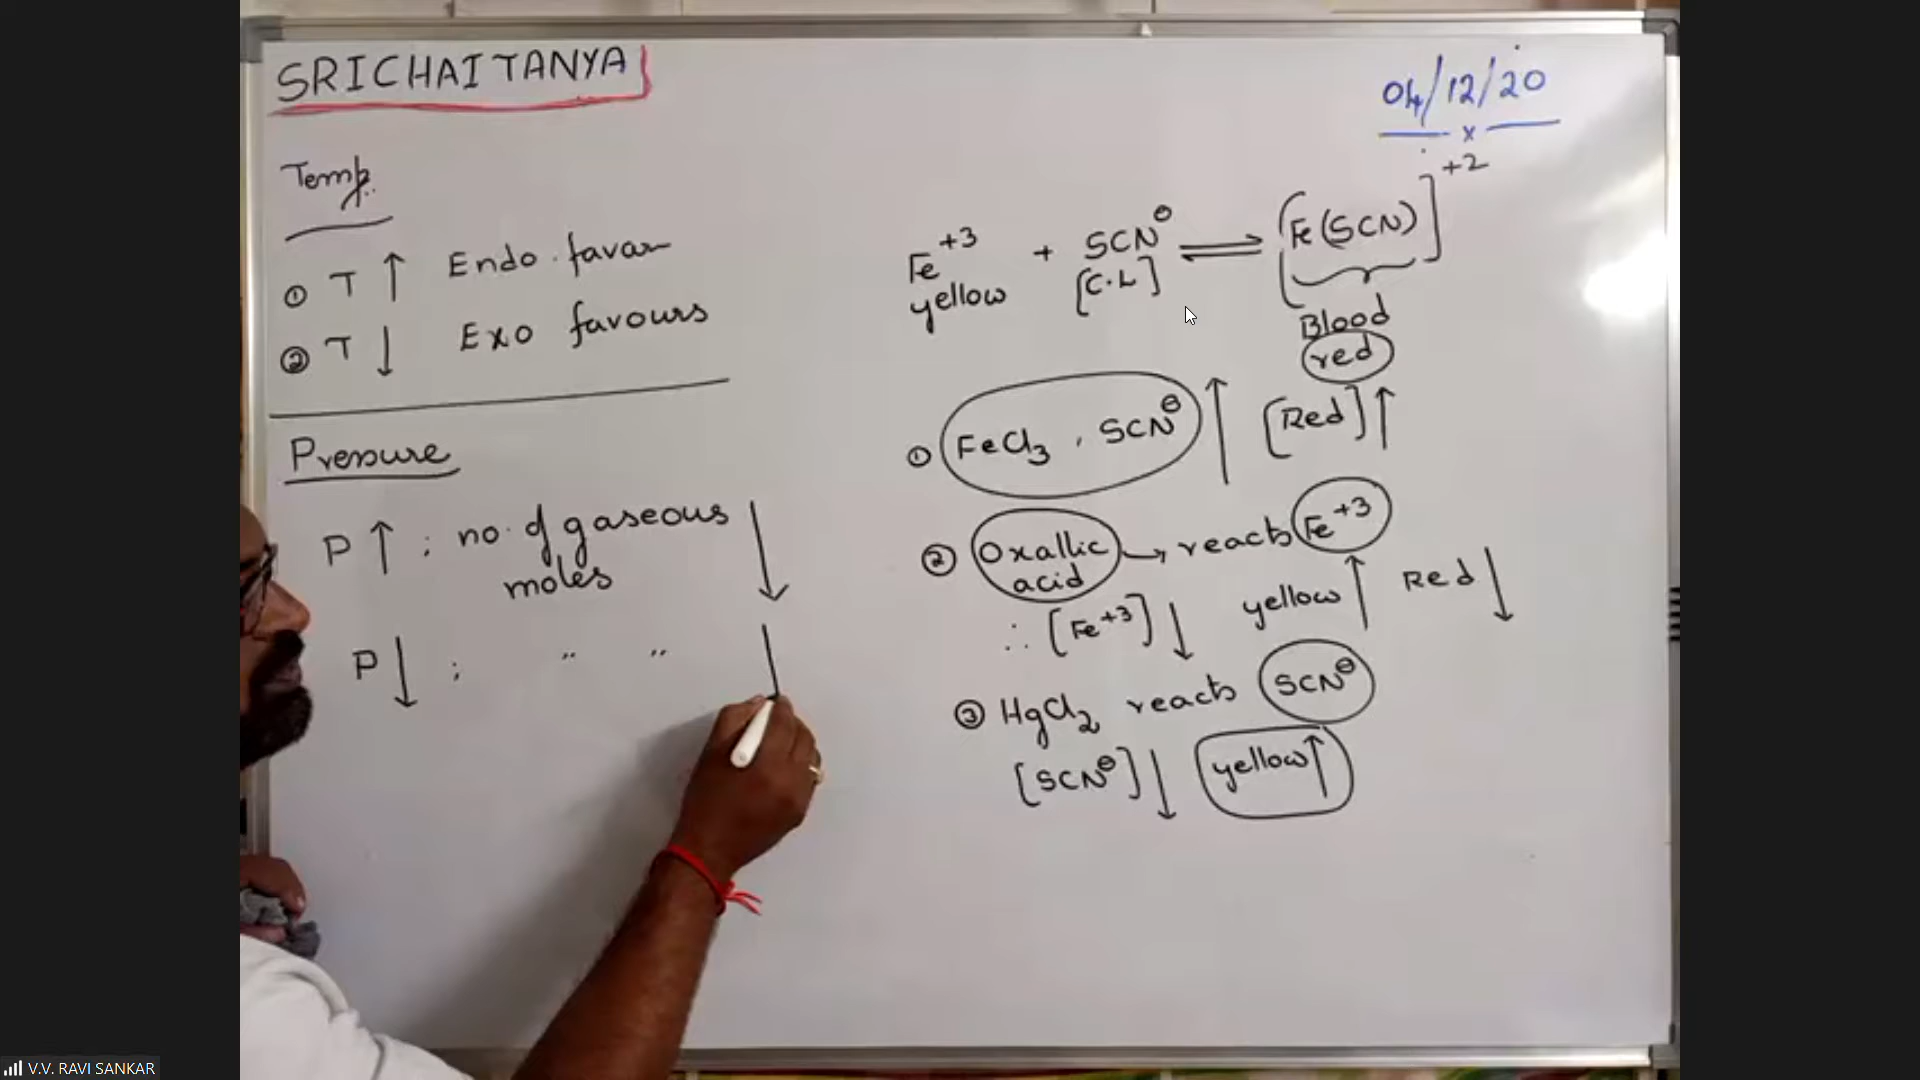 SRICHAITANYA
04/12/20
x
Temp.
① T ↑ Endo favour
② T ↓ Exo favours
Pressure
P ↑ : no. of gaseous
moles ↓
P ↓ ; " "
Fe+3 + SCN⊖ ⇌ [Fe(SCN)]+2
yellow [C.L] Blood
red
① FeCl3, SCN⊖ ↑ [Red] ↑
② Oxallic
acid → reacts Fe+3
∴ [Fe+3] ↓ yellow ↑ Red ↓
③ HgCl2 reacts SCN⊖
[SCN⊖] ↓ yellow ↑
V.V. RAVI SANKAR